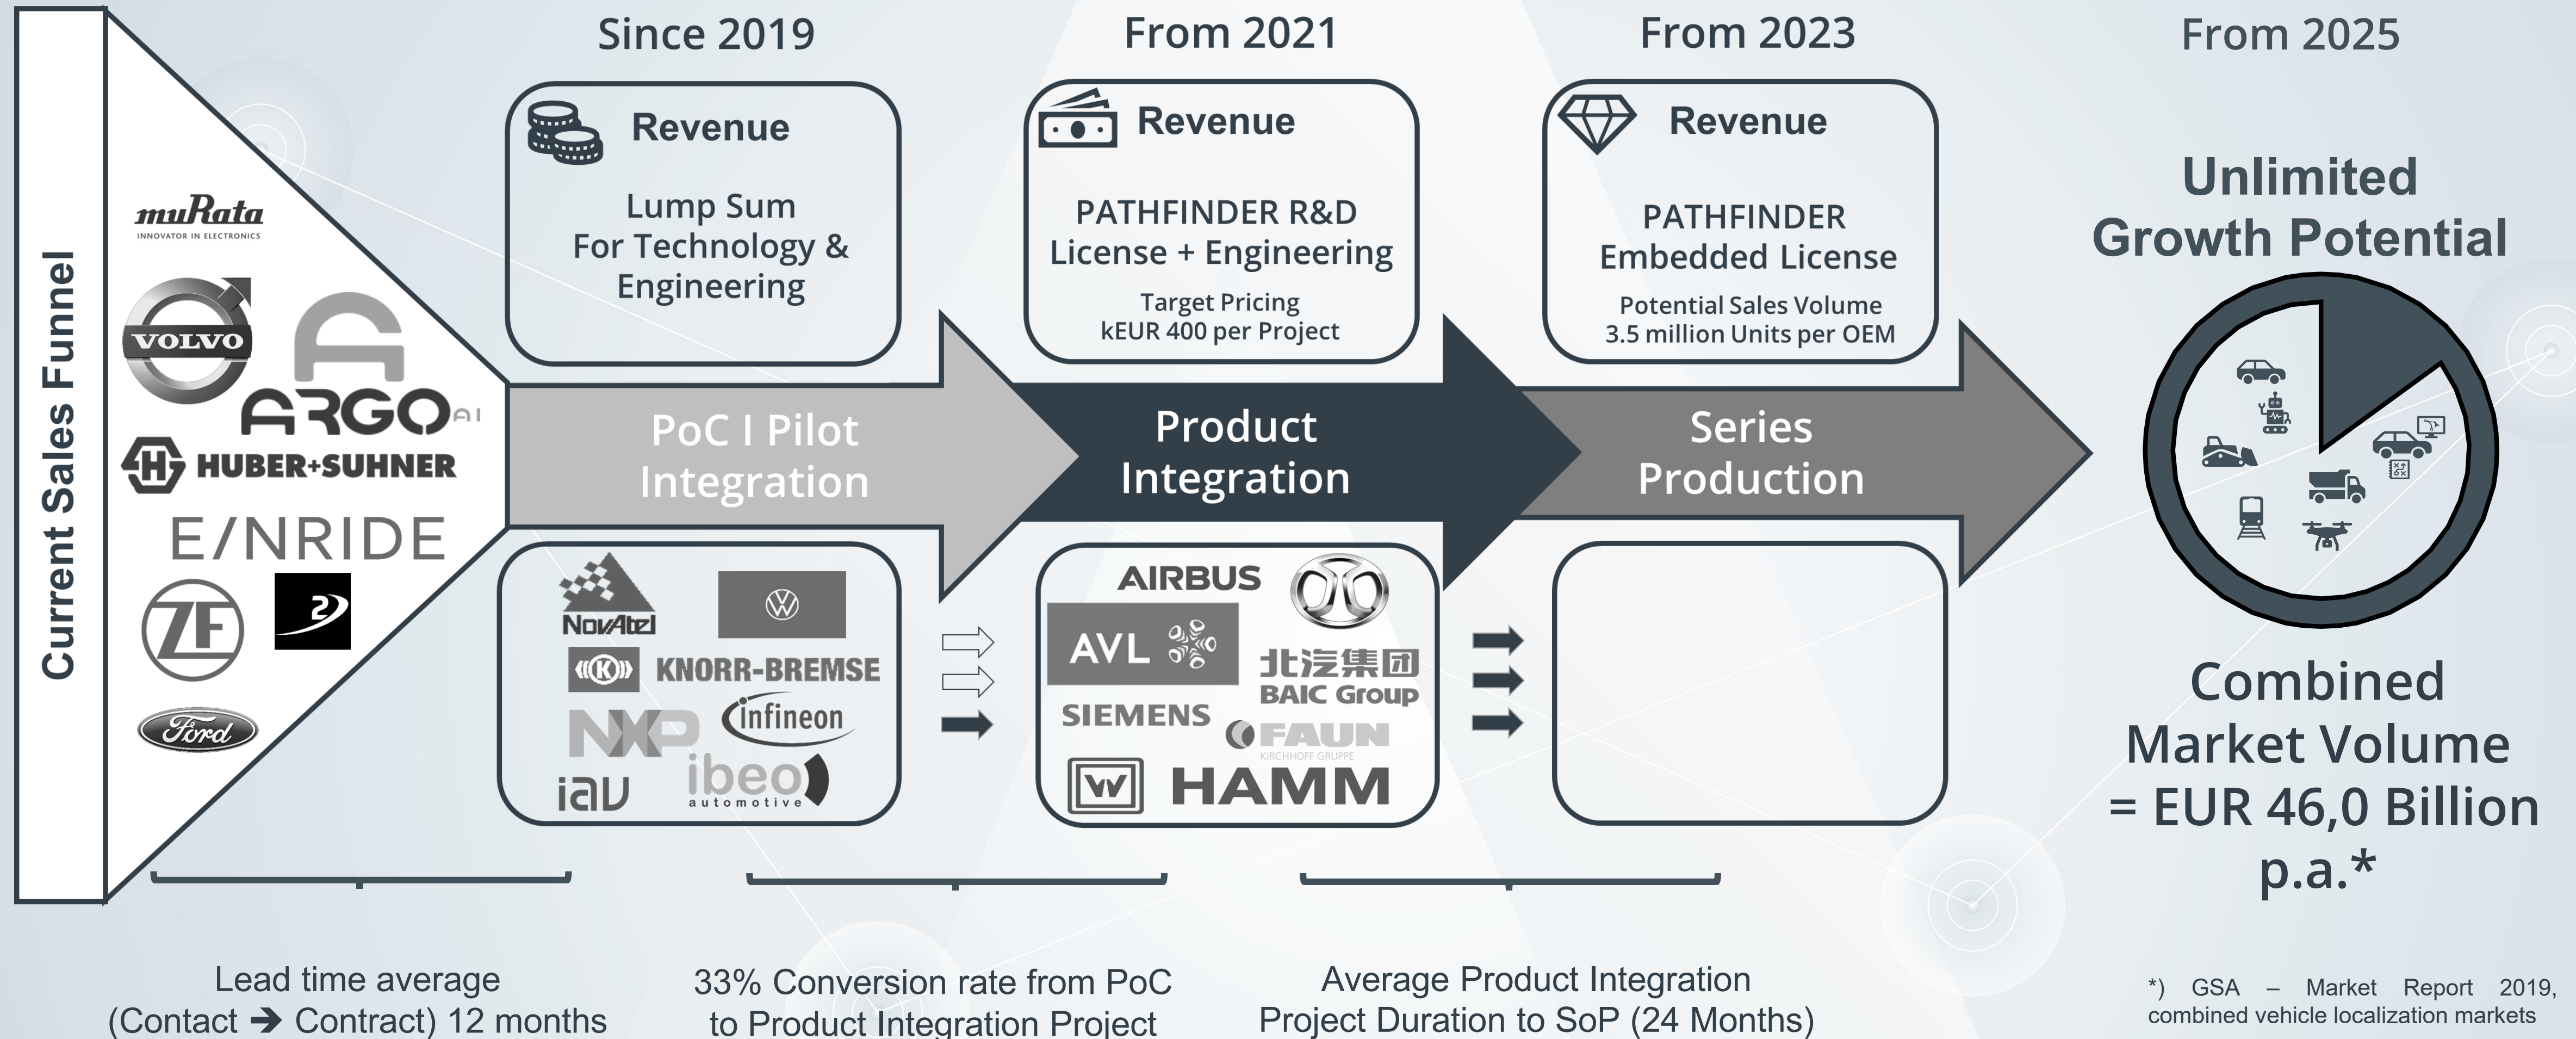 Current Sales Funnel
muRata
INNOVATOR IN ELECTRONICS
VOLVO
ARGO AI
HUBER+SUHNER
E/NRIDE
ZF
Ford
Since 2019
Revenue
Lump Sum
For Technology &
Engineering
PoC I Pilot
Integration
NovAtel
KNORR-BREMSE
NXP
infineon
iav
ibeo
automotive
From 2021
Revenue
PATHFINDER R&D
License + Engineering
Target Pricing
kEUR 400 per Project
Product
Integration
AIRBUS
AVL
北汽集团
BAIC Group
SIEMENS
FAUN
KIRCHHOFF GRUPPE
HAMM
From 2023
Revenue
PATHFINDER
Embedded License
Potential Sales Volume
3.5 million Units per OEM
Series
Production
From 2025
Unlimited
Growth Potential
Combined
Market Volume
= EUR 46,0 Billion
p.a.*
Lead time average
(Contact ➔ Contract) 12 months
33% Conversion rate from PoC
to Product Integration Project
Average Product Integration
Project Duration to SoP (24 Months)
*) GSA – Market Report 2019,
combined vehicle localization markets